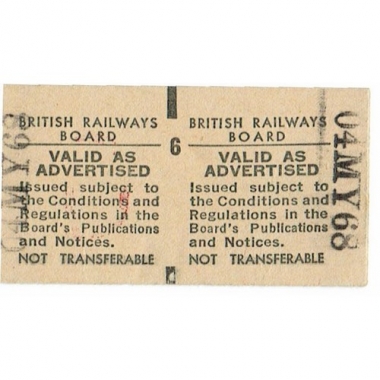 BRITISH RAILWAYS
BOARD
VALID AS
ADVERTISED
Issued subject to
the Conditions and
Regulations in the
Board's Publications
and Notices.
NOT TRANSFERABLE
6
BRITISH RAILWAYS
BOARD
VALID AS
ADVERTISED
Issued subject to
the Conditions and
Regulations in the
Board's Publications
and Notices.
NOT TRANSFERABLE
04MY68
04MY68